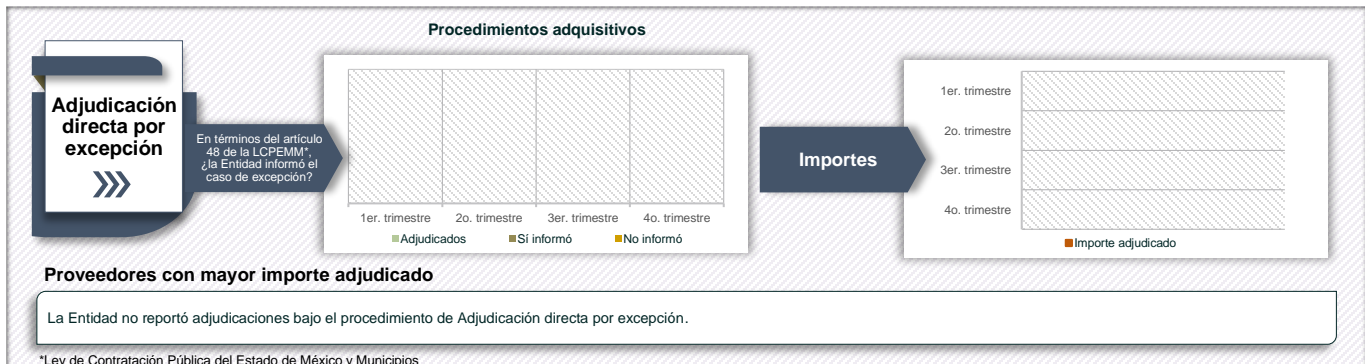 Procedimientos adquisitivos
Adjudicación
directa por
excepción
En términos del artículo
48 de la LCPEMM*,
¿la Entidad informó el
caso de excepción?
1er. trimestre
2o. trimestre
3er. trimestre
4o. trimestre
Adjudicados
Sí informó
No informó
Importes
1er. trimestre
2o. trimestre
3er. trimestre
4o. trimestre
Importe adjudicado
Proveedores con mayor importe adjudicado
La Entidad no reportó adjudicaciones bajo el procedimiento de Adjudicación directa por excepción.
*Ley de Contratación Pública del Estado de México y Municipios